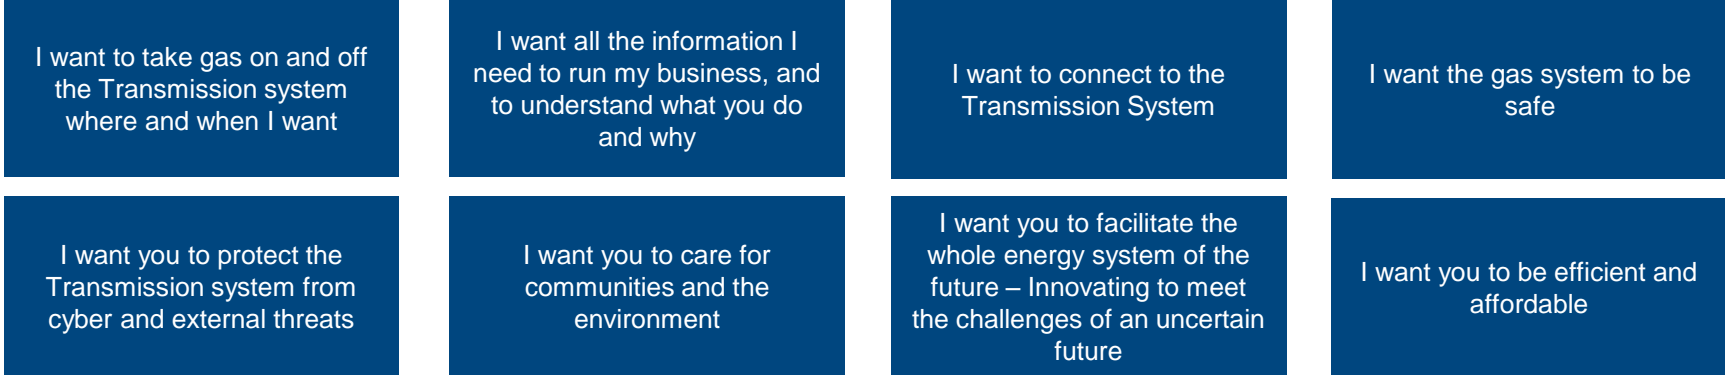 I want to take gas on and off
the Transmission system
where and when I want
I want all the information I
need to run my business, and
to understand what you do
and why
I want to connect to the
Transmission System
I want the gas system to be
safe
I want you to protect the
Transmission system from
cyber and external threats
I want you to care for
communities and the
environment
I want you to facilitate the
whole energy system of the
future – Innovating to meet
the challenges of an uncertain
future
I want you to be efficient and
affordable